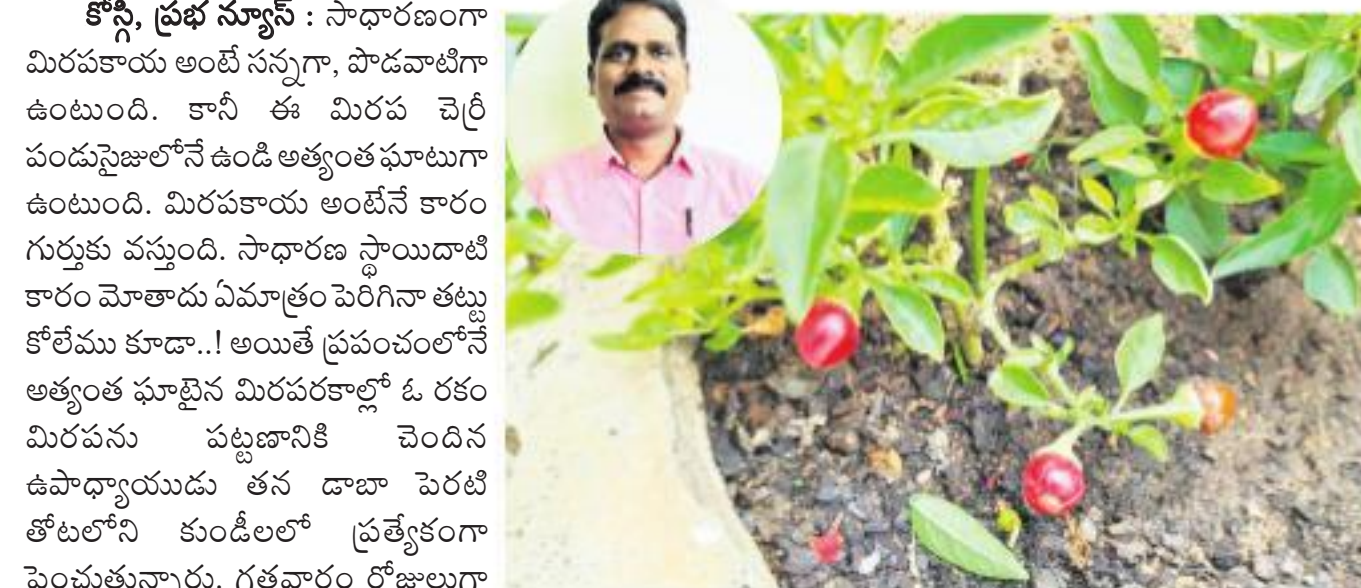 కోస్గి, ప్రభ న్యూస్ : సాధారణంగా
మిరపకాయ అంటే సన్నగా, పొడవాటిగా
ఉంటుంది. కానీ ఈ మిరప చెర్రీ
పండుసైజులోనే ఉండి అత్యంత ఘాటుగా
ఉంటుంది. మిరపకాయ అంటేనే కారం
గుర్తుకు వస్తుంది. సాధారణ స్థాయిదాటి
కారం మోతాదు ఏమాత్రం పెరిగినా తట్టు
కోలేము కూడా..! అయితే ప్రపంచంలోనే
అత్యంత ఘాటైన మిరపరకాల్లో ఓ రకం
మిరపను పట్టణానికి చెందిన
ఉపాధ్యాయుడు తన డాబా పెరటి
తోటలోని కుండీలలో ప్రత్యేకంగా
పెంచుతున్నారు. గతవారం రోజులుగా